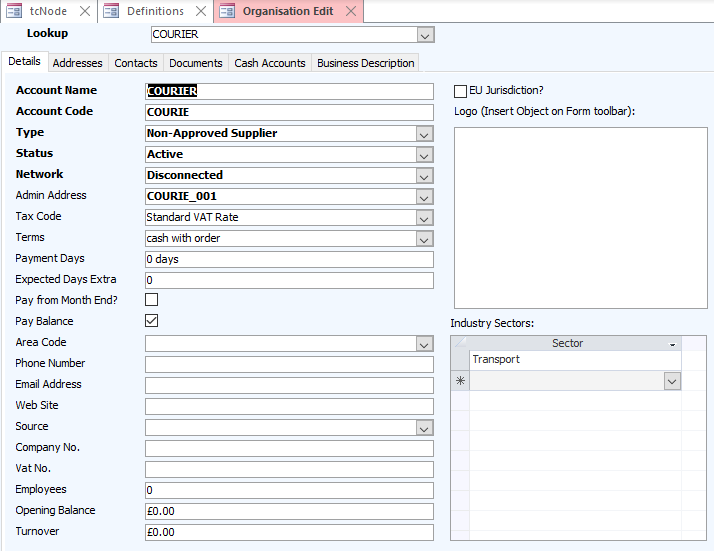 tcNode Definitions Organisation Edit
Lookup COURIER
Details Addresses Contacts Documents Cash Accounts Business Description
Account Name COURIER
Account Code COURIE
Type Non-Approved Supplier
Status Active
Network Disconnected
Admin Address COURIE_001
Tax Code Standard VAT Rate
Terms cash with order
Payment Days 0 days
Expected Days Extra 0
Pay from Month End?
Pay Balance
Area Code
Phone Number
Email Address
Web Site
Source
Company No.
Vat No.
Employees 0
Opening Balance £0.00
Turnover £0.00
EU Jurisdiction?
Logo (Insert Object on Form toolbar):
Industry Sectors:
Sector
Transport